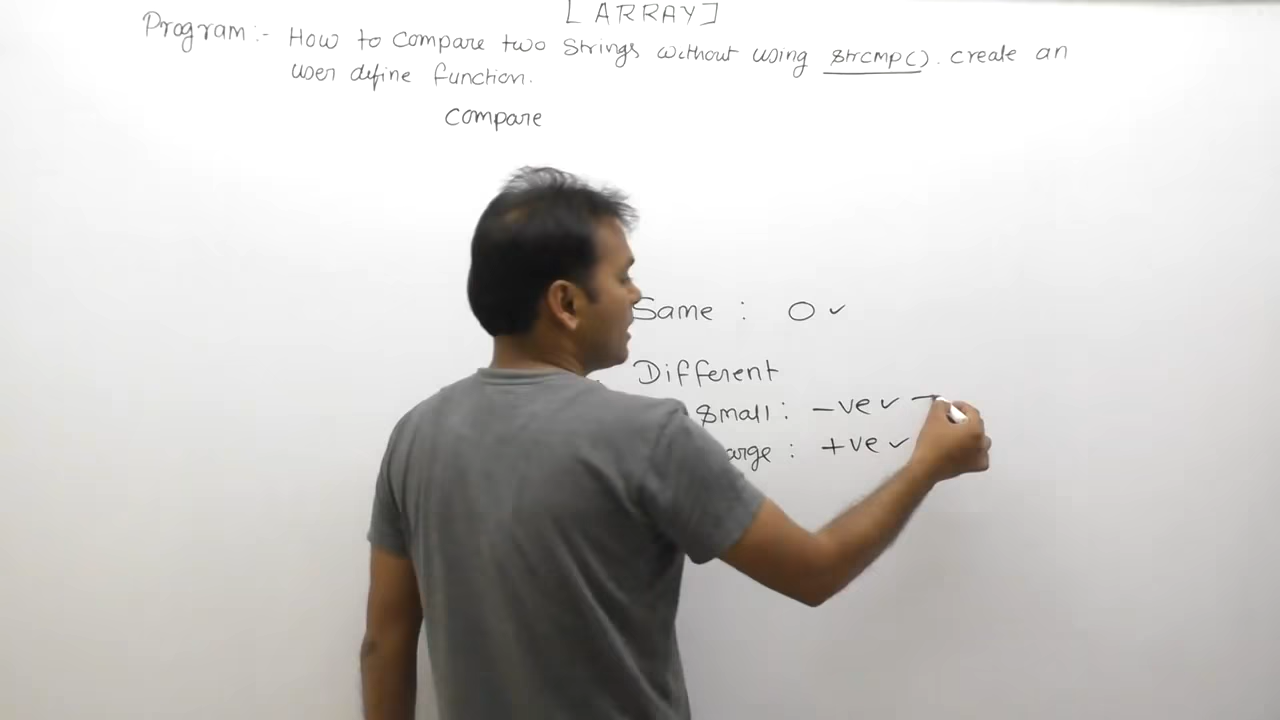 [ARRAY]
Program:- How to compare two strings without using strcmp(). create an
user define function.
compare
Same : 0 ✓
Different
small : -ve ✓
+ve ✓